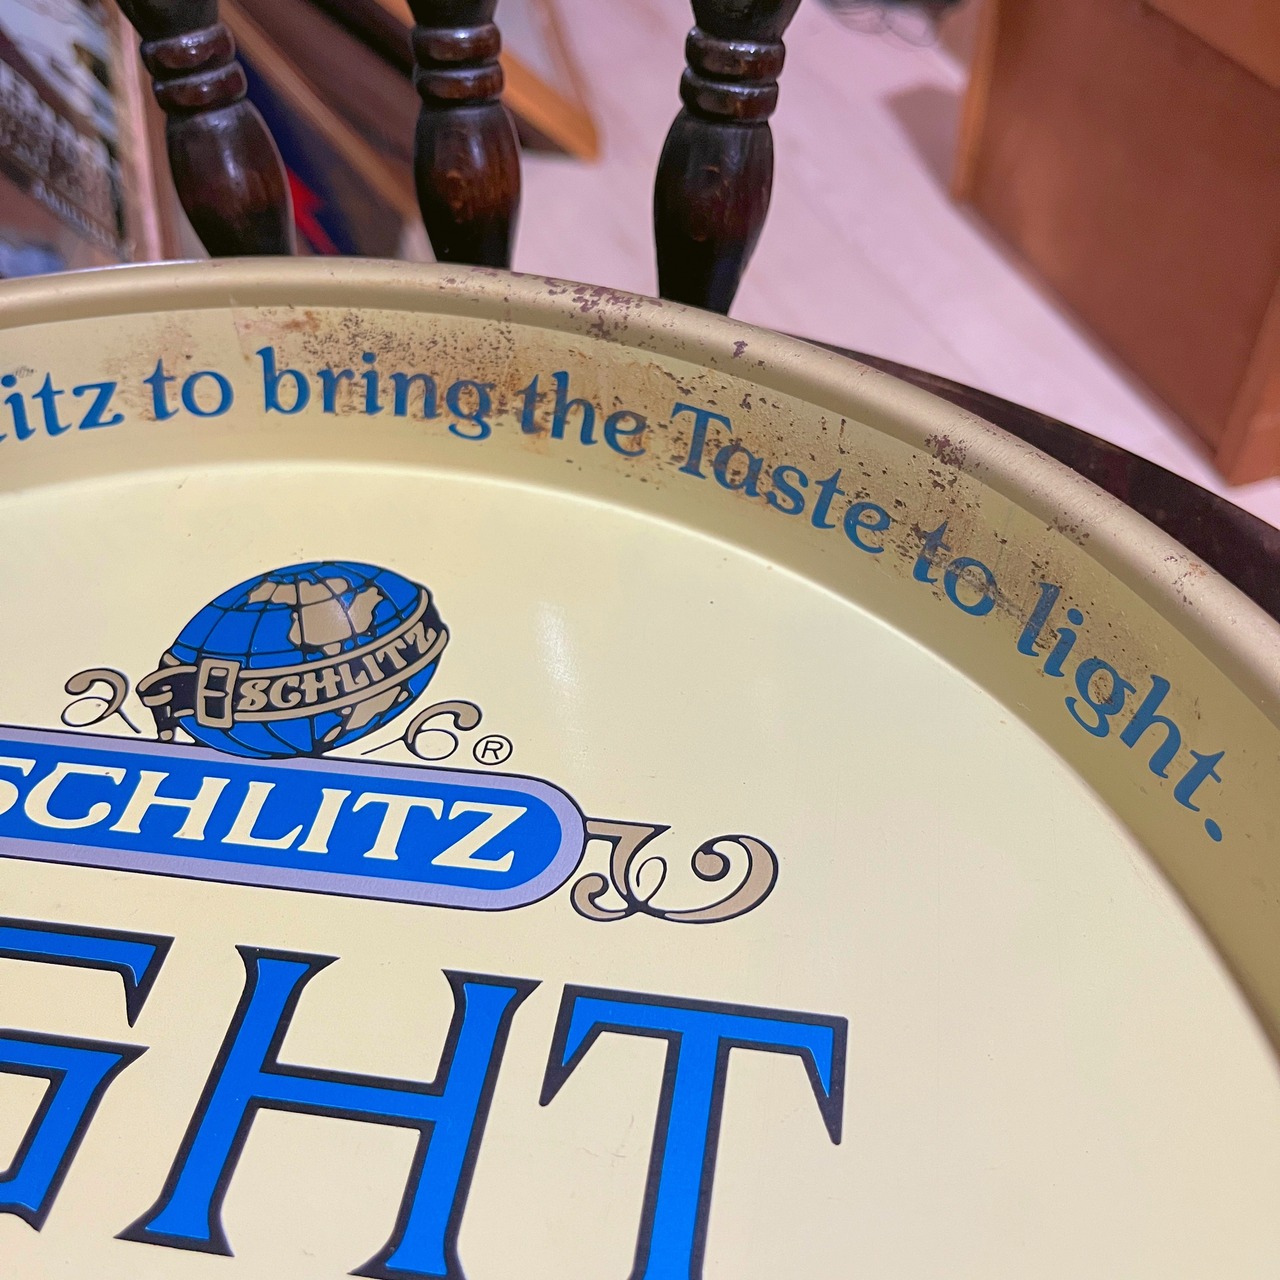 litz to bring the Taste to light.
SCHLITZ
®
SCHLITZ
GHT